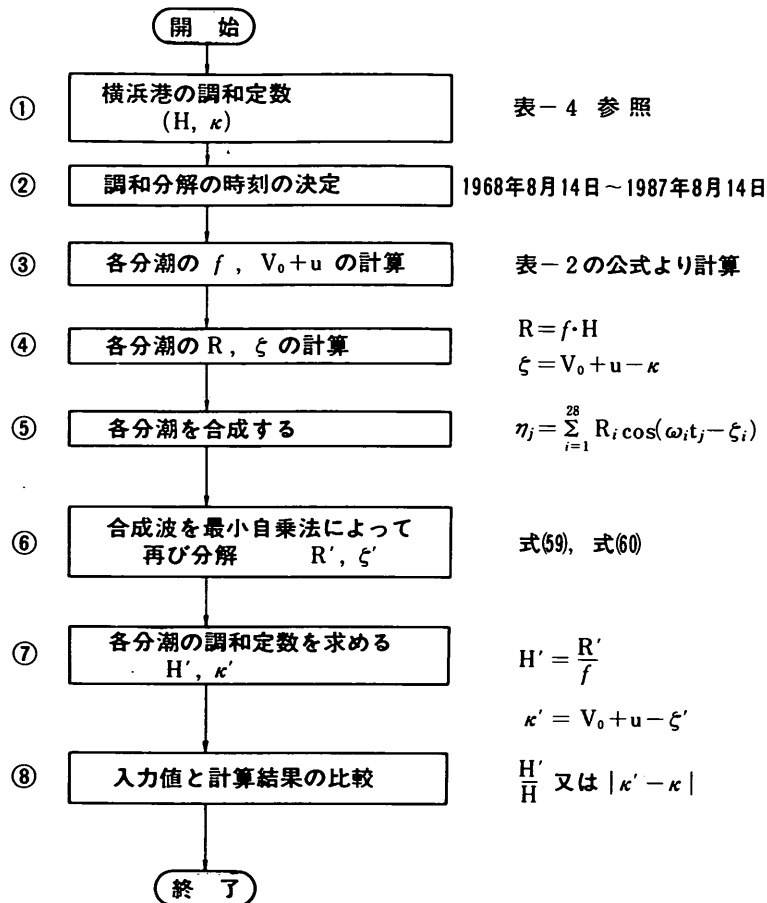 開 始
① 横浜港の調和定数 表－4 参照
(H, κ)
② 調和分解の時刻の決定 1968年8月14日～1987年8月14日
③ 各分潮の f , V₀+u の計算 表－2の公式より計算
④ 各分潮の R , ζ の計算 R=f･H
ζ=V₀+u−κ
⑤ 各分潮を合成する ηⱼ=Σ_{i=1}^{28} Rᵢcos(ωᵢtⱼ−ζᵢ)
⑥ 合成波を最小自乗法によって 式(59), 式(60)
再び分解 R′, ζ′
⑦ 各分潮の調和定数を求める H′=R′/f
H′, κ′
κ′=V₀+u−ζ′
⑧ 入力値と計算結果の比較 H′/H 又は |κ′−κ|
終 了